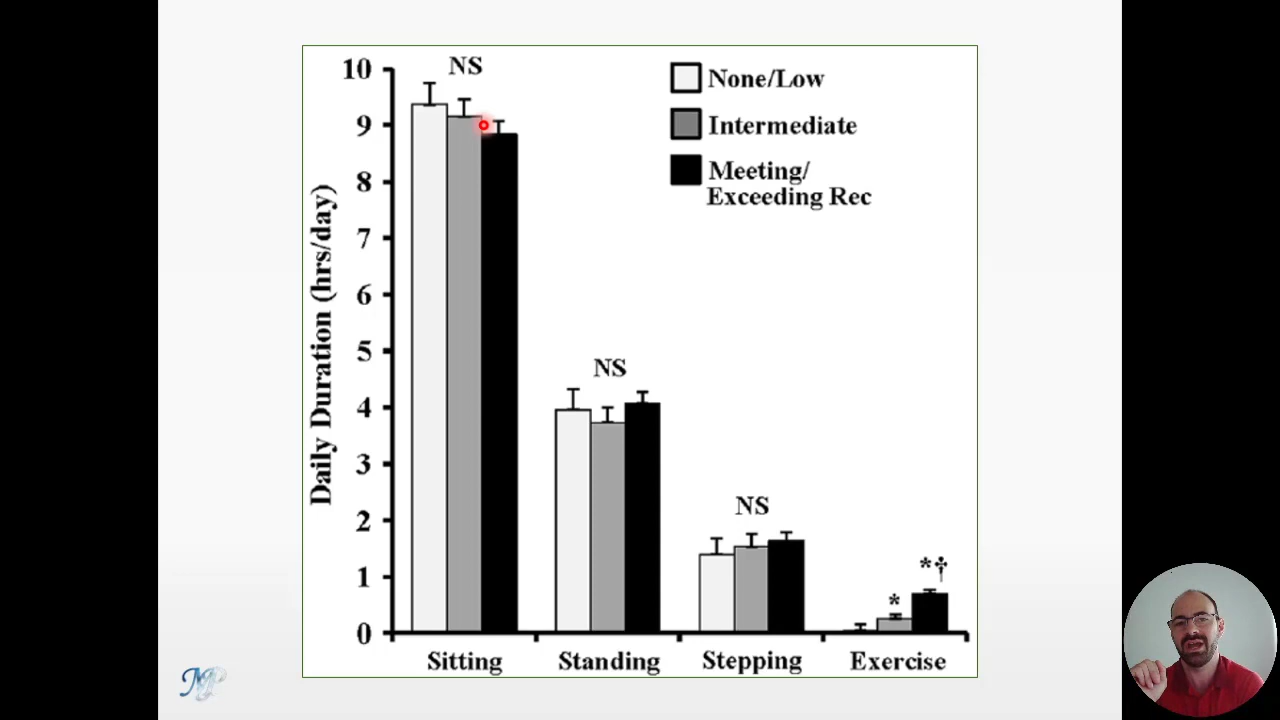 NS
10
9
8
7
6
5
4
3
2
1
0
Daily Duration (hrs/day)
None/Low
Intermediate
Meeting/
Exceeding Rec
NS
NS
*
*†
Sitting
Standing
Stepping
Exercise
MP